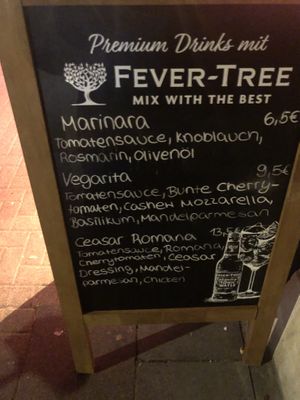 Premium Drinks mit
FEVER-TREE
MIX WITH THE BEST
Marinara 6,5€
Tomatensauce, Knoblauch,
Rosmarin, Olivenöl
Vegarita 9,5€
Tomatensauce, Bunte Cherry-
tomaten, Cashew Mozzarella,
Basilikum, Mandelparmesan
Ceasar Romana 13,
Tomatensauce, Romana,
Cherrytomaten, Ceasar
Dressing, Mandel-
parmesan, Chicken